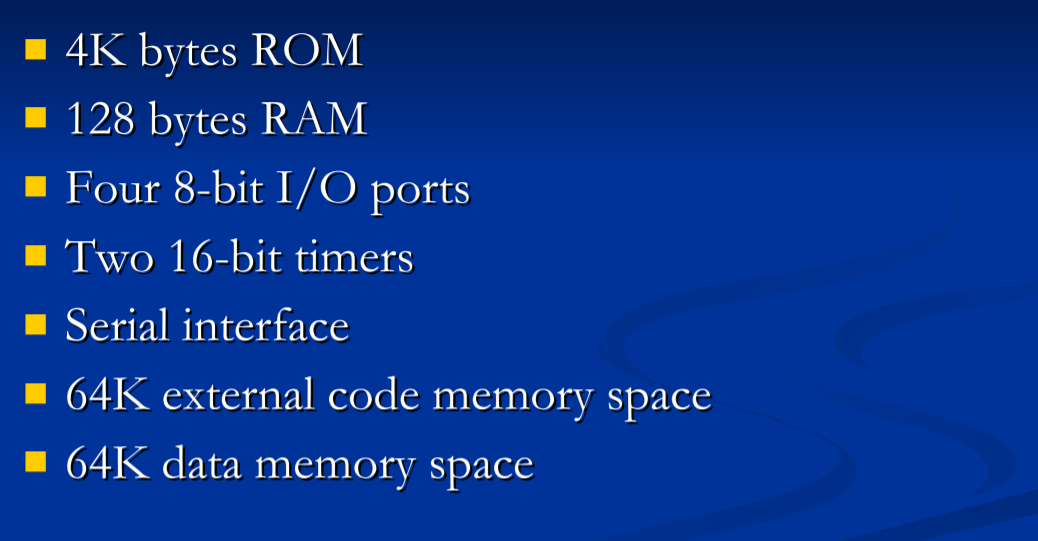 4K bytes ROM
128 bytes RAM
Four 8-bit I/O ports
Two 16-bit timers
Serial interface
64K external code memory space
64K data memory space